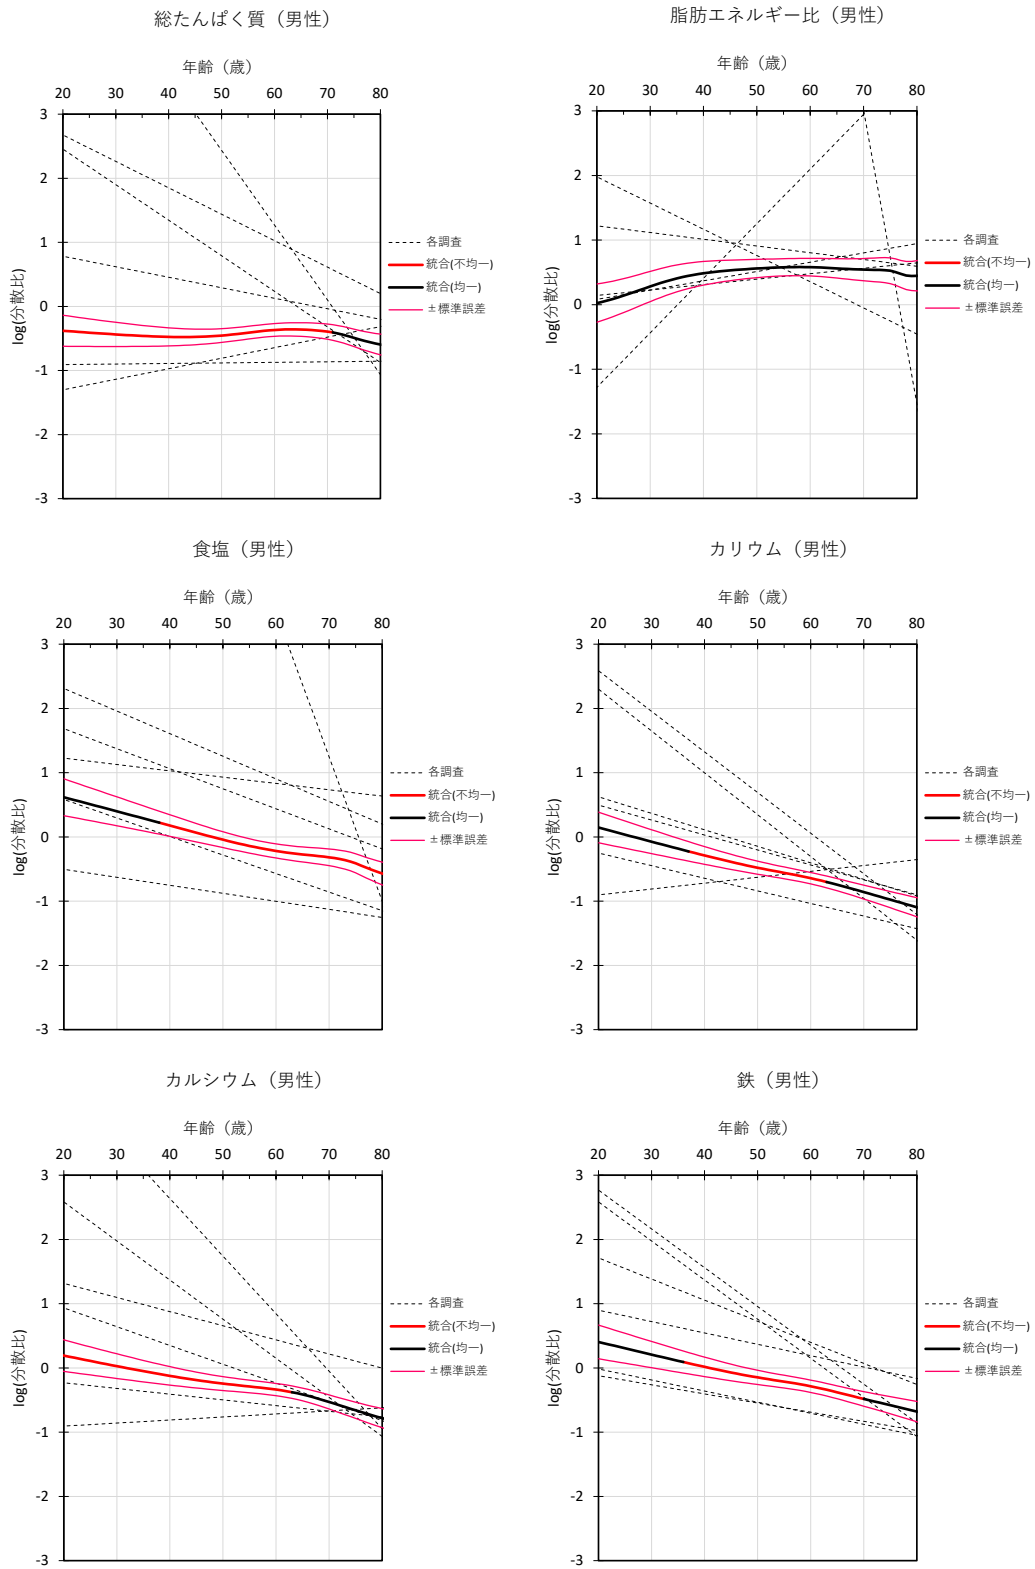 総たんぱく質（男性）
年齢（歳）
20 30 40 50 60 70 80
3
2
1
0
-1
-2
-3
log(分散比)
各調査
統合(不均一)
統合(均一)
±標準誤差
脂肪エネルギー比（男性）
年齢（歳）
20 30 40 50 60 70 80
3
2
1
0
-1
-2
-3
log(分散比)
各調査
統合(不均一)
統合(均一)
±標準誤差
食塩（男性）
年齢（歳）
20 30 40 50 60 70 80
3
2
1
0
-1
-2
-3
log(分散比)
各調査
統合(不均一)
統合(均一)
±標準誤差
カリウム（男性）
年齢（歳）
20 30 40 50 60 70 80
3
2
1
0
-1
-2
-3
log(分散比)
各調査
統合(不均一)
統合(均一)
±標準誤差
カルシウム（男性）
年齢（歳）
20 30 40 50 60 70 80
3
2
1
0
-1
-2
-3
log(分散比)
各調査
統合(不均一)
統合(均一)
±標準誤差
鉄（男性）
年齢（歳）
20 30 40 50 60 70 80
3
2
1
0
-1
-2
-3
log(分散比)
各調査
統合(不均一)
統合(均一)
±標準誤差